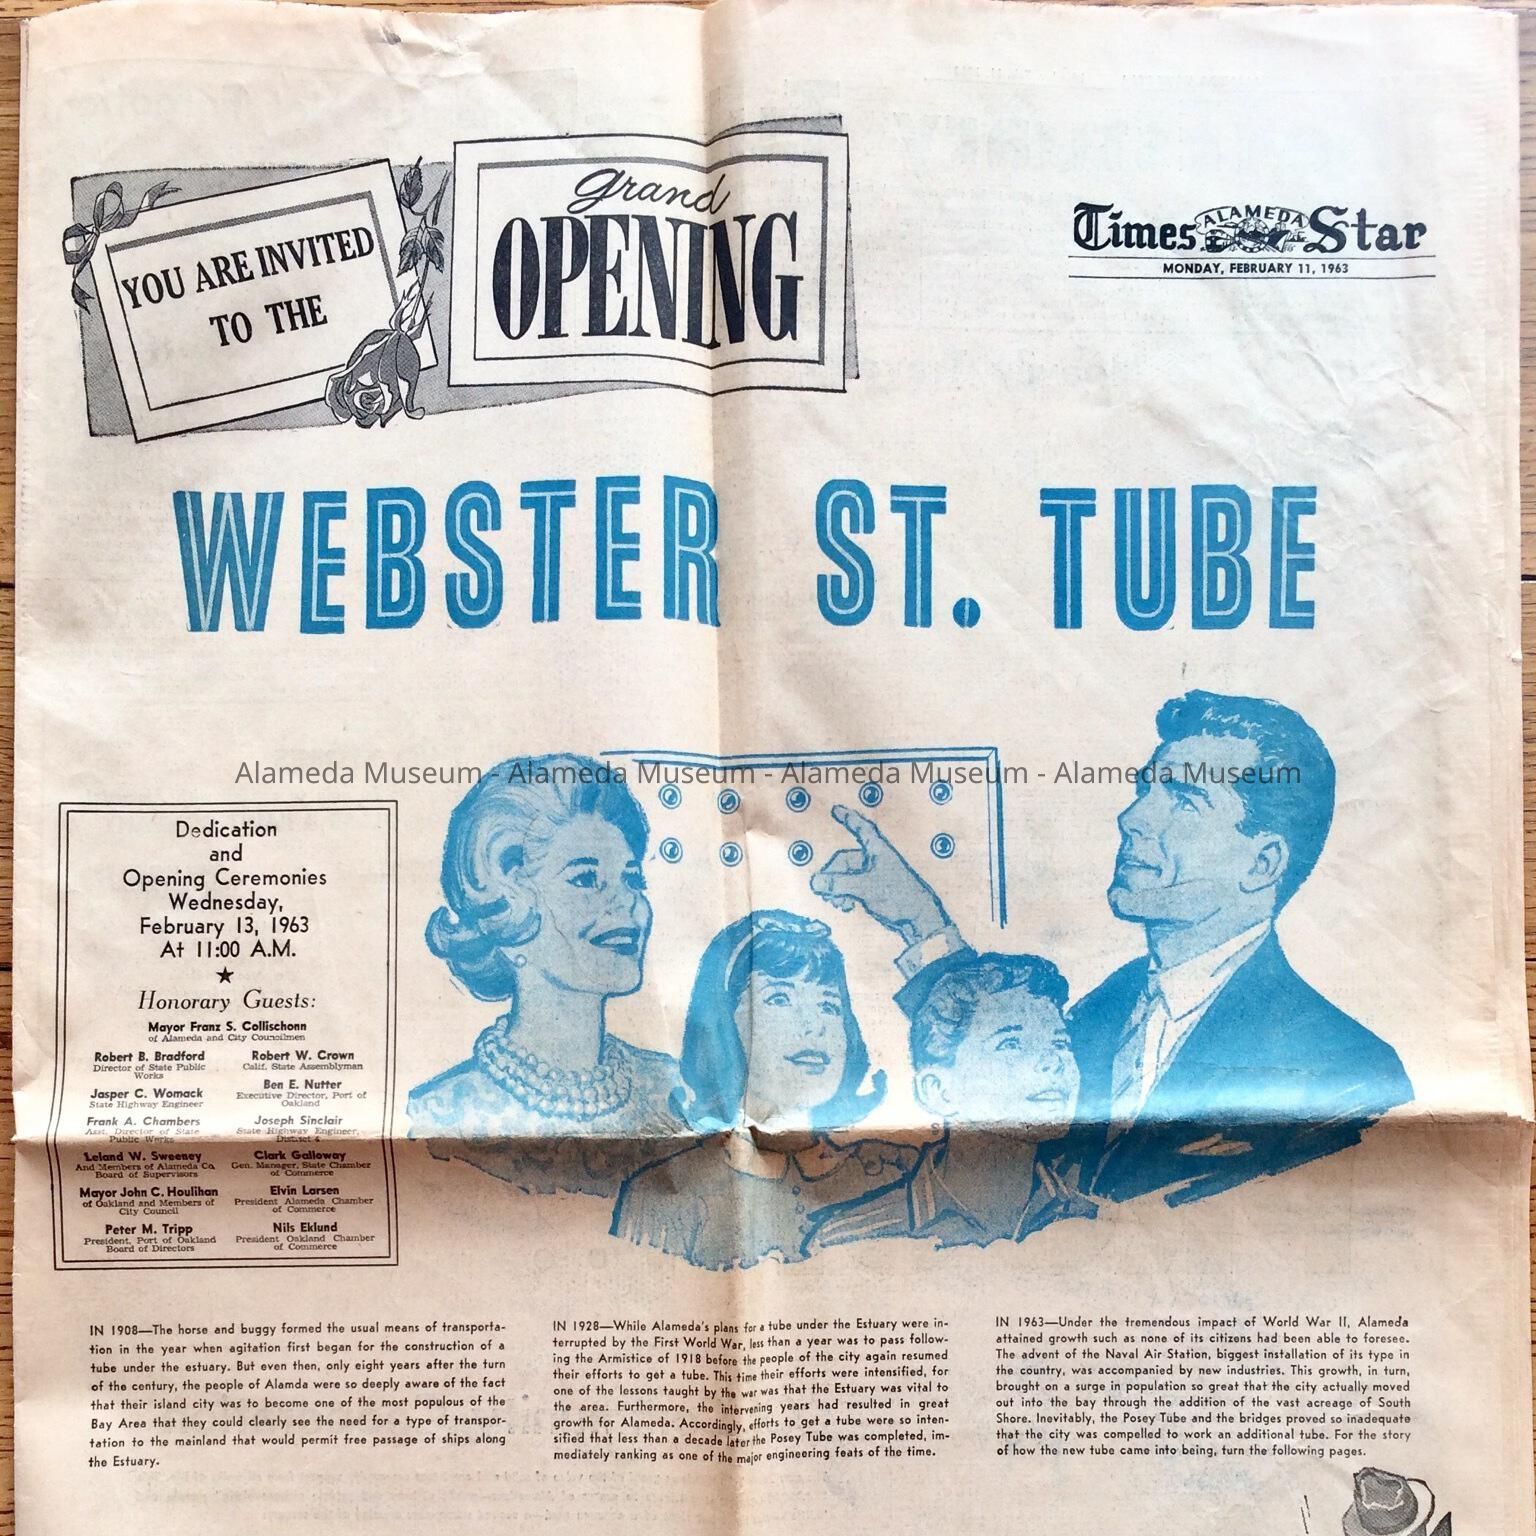 YOU ARE INVITED
TO THE
Grand
OPENING
Times ALAMEDA Star
MONDAY, FEBRUARY 11, 1963
WEBSTER ST. TUBE
Alameda Museum - Alameda Museum - Alameda Museum - Alameda Museum
Dedication
and
Opening Ceremonies
Wednesday,
February 13, 1963
At 11:00 A.M.
★
Honorary Guests:
Mayor Franz S. Collischonn
of Alameda and City Councilmen
Robert B. Bradford
Director of State Public
Works
Jasper C. Womack
State Highway Engineer
Frank A. Chambers
Asst. Director of State
Public Works
Leland W. Sweeney
And Members of Alameda Co.
Board of Supervisors
Mayor John C. Houlihan
of Oakland and Members of
City Council
Peter M. Tripp
President, Port of Oakland
Board of Directors
Robert W. Crown
Calif. State Assemblyman
Ben E. Nutter
Executive Director, Port of
Oakland
Joseph Sinclair
State Highway Engineer,
District 4
Clark Galloway
Gen. Manager, State Chamber
of Commerce
Elvin Larsen
President Alameda Chamber
of Commerce
Nils Eklund
President Oakland Chamber
of Commerce
IN 1908—The horse and buggy formed the usual means of transporta-
tion in the year when agitation first began for the construction of a
tube under the estuary. But even then, only eight years after the turn
of the century, the people of Alamda were so deeply aware of the fact
that their island city was to become one of the most populous of the
Bay Area that they could clearly see the need for a type of transpor-
tation to the mainland that would permit free passage of ships along
the Estuary.
IN 1928—While Alameda's plans for a tube under the Estuary were in-
terrupted by the First World War, less than a year was to pass follow-
ing the Armistice of 1918 before the people of the city again resumed
their efforts to get a tube. This time their efforts were intensified, for
one of the lessons taught by the war was that the Estuary was vital to
the area. Furthermore, the intervening years had resulted in great
growth for Alameda. Accordingly, efforts to get a tube were so inten-
sified that less than a decade later the Posey Tube was completed, im-
mediately ranking as one of the major engineering feats of the time.
IN 1963—Under the tremendous impact of World War II, Alameda
attained growth such as none of its citizens had been able to foresee.
The advent of the Naval Air Station, biggest installation of its type in
the country, was accompanied by new industries. This growth, in turn,
brought on a surge in population so great that the city actually moved
out into the bay through the addition of the vast acreage of South
Shore. Inevitably, the Posey Tube and the bridges proved so inadequate
that the city was compelled to work an additional tube. For the story
of how the new tube came into being, turn the following pages.